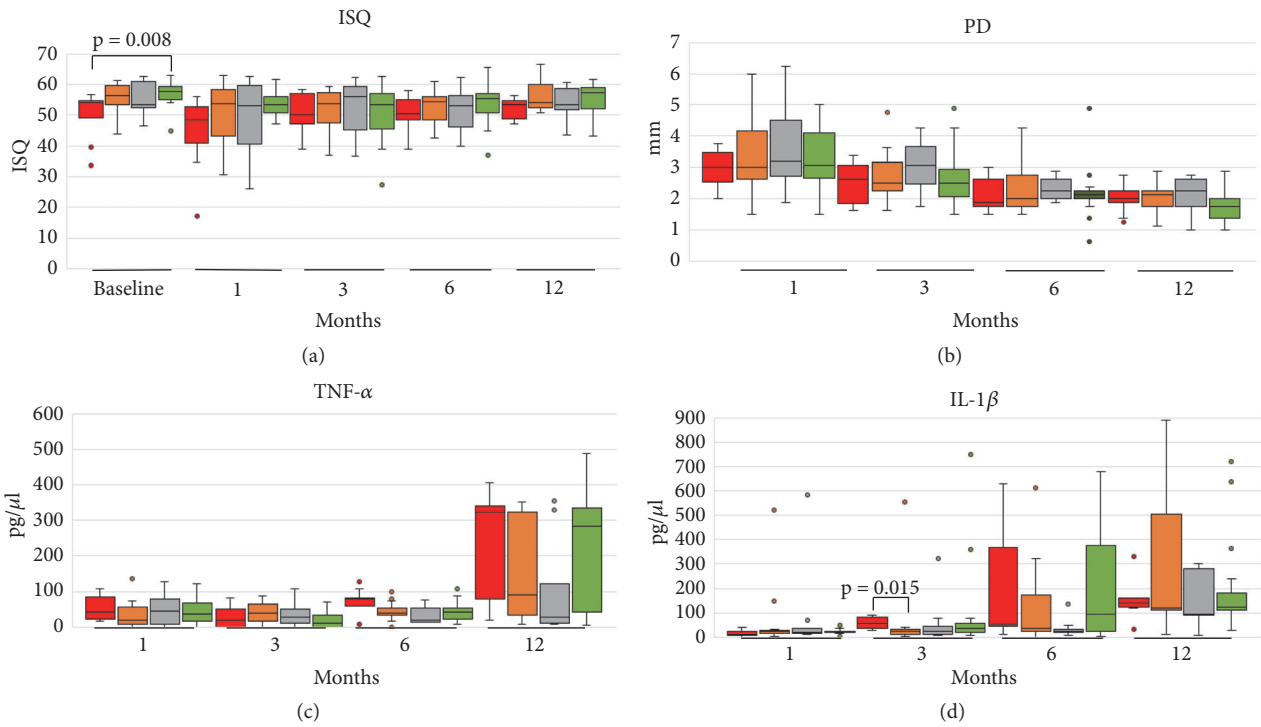 ISQ
p = 0.008
70
60
50
40
30
20
10
0
ISQ
Baseline 1 3 6 12
Months
(a)
PD
7
6
5
4
3
2
1
0
mm
1 3 6 12
Months
(b)
TNF-α
600
500
400
300
200
100
0
pg/μl
1 3 6 12
Months
(c)
IL-1β
900
800
700
600
500
400
300
200
100
0
pg/μl
p = 0.015
1 3 6 12
Months
(d)